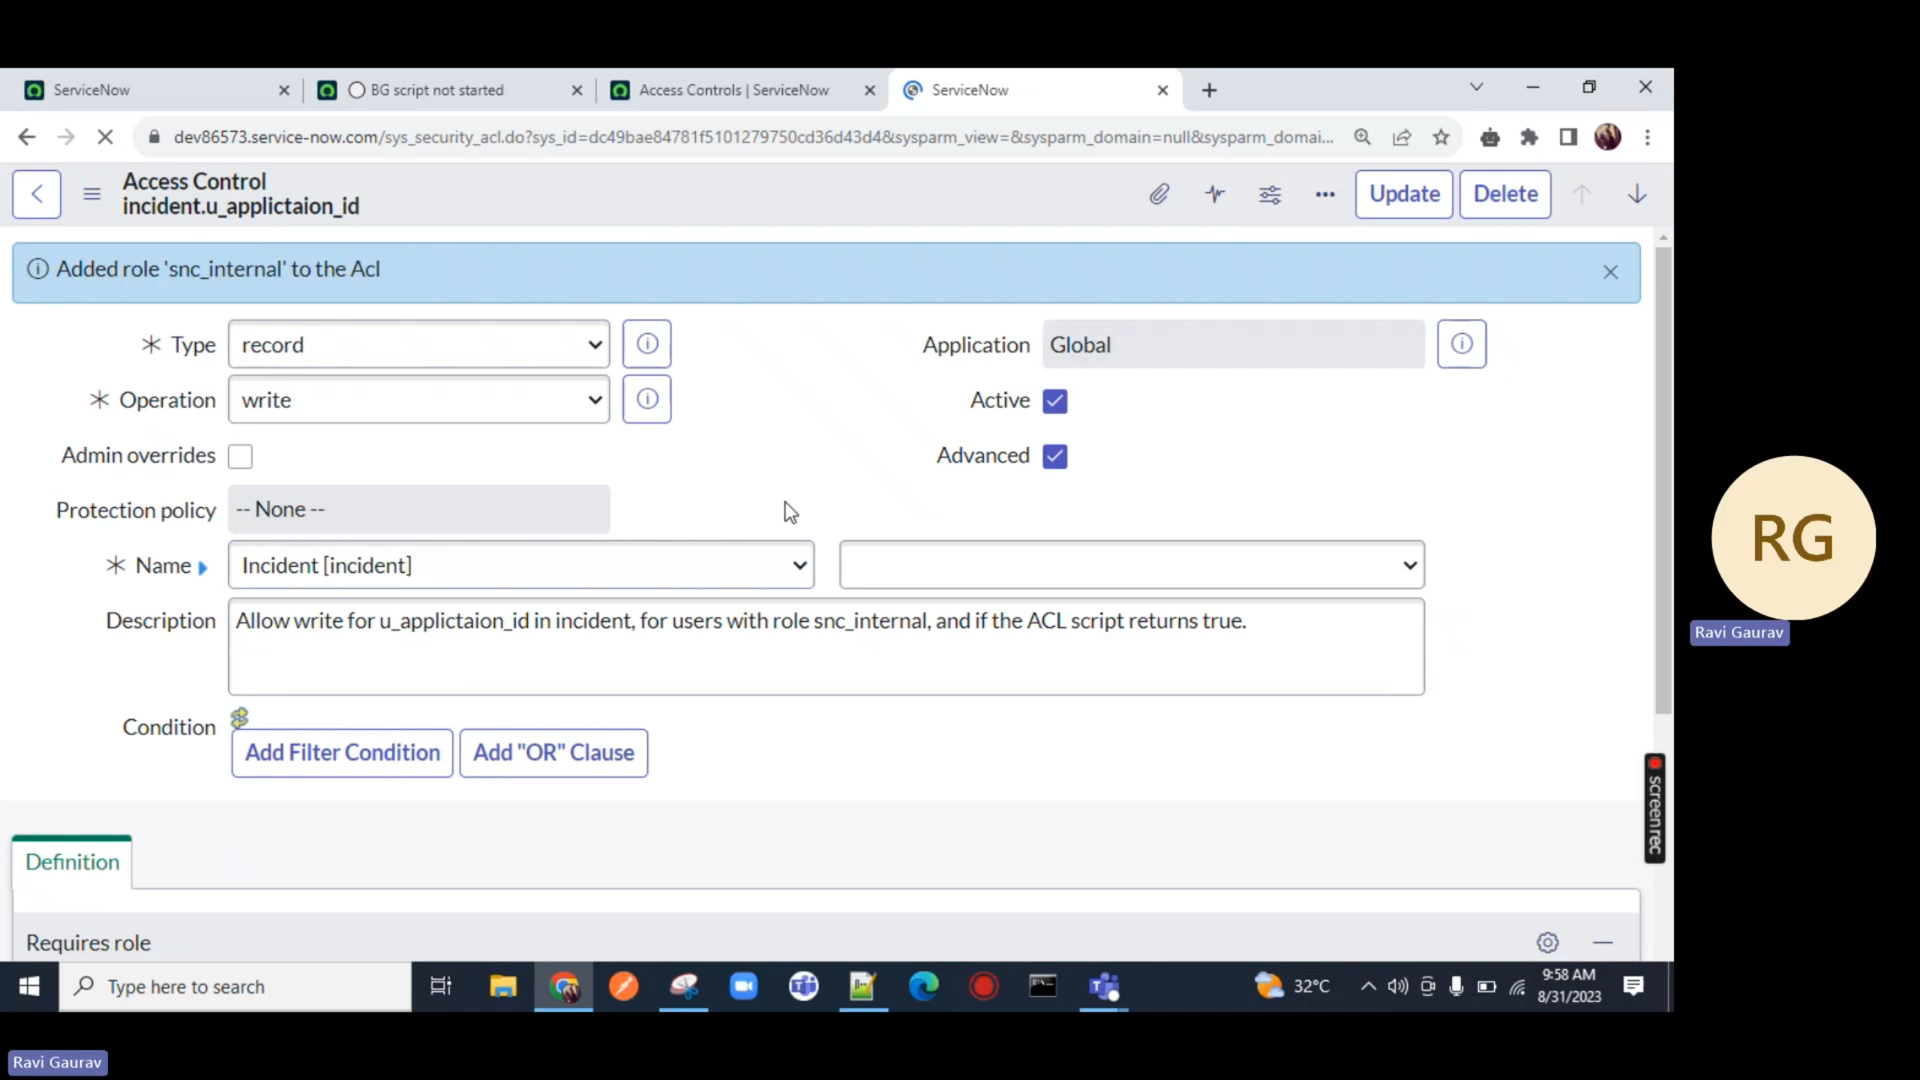 ServiceNow
BG script not started
Access Controls | ServiceNow
ServiceNow
dev86573.service-now.com/sys_security_acl.do?sys_id=dc49bae84781f5101279750cd36d43d4&sysparm_view=&sysparm_domain=null&sysparm_domai...
Access Control
incident.u_applictaion_id
Update
Delete
Added role 'snc_internal' to the Acl
Type
record
Application
Global
Operation
write
Active
Admin overrides
Advanced
Protection policy
-- None --
Name
Incident [incident]
Description
Allow write for u_applictaion_id in incident, for users with role snc_internal, and if the ACL script returns true.
Condition
Add Filter Condition
Add "OR" Clause
Definition
Requires role
screenrec
RG
Ravi Gaurav
Type here to search
32°C
9:58 AM
8/31/2023
Ravi Gaurav